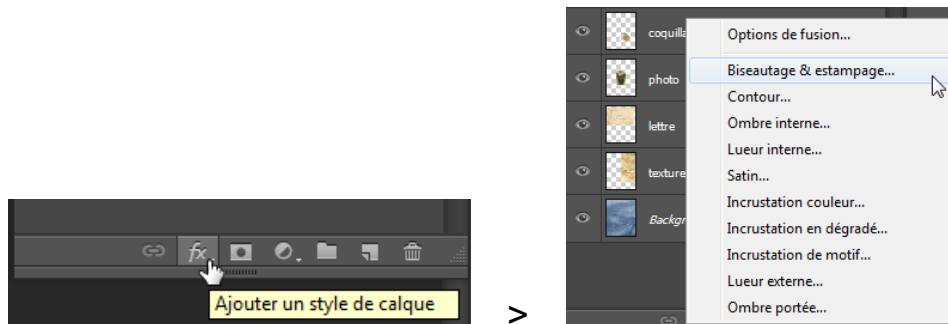 fx
Ajouter un style de calque
>
coquilla
photo
lettre
texture
Backgr
Options de fusion...
Biseautage & estampage...
Contour...
Ombre interne...
Lueur interne...
Satin...
Incrustation couleur...
Incrustation en dégradé...
Incrustation de motif...
Lueur externe...
Ombre portée...